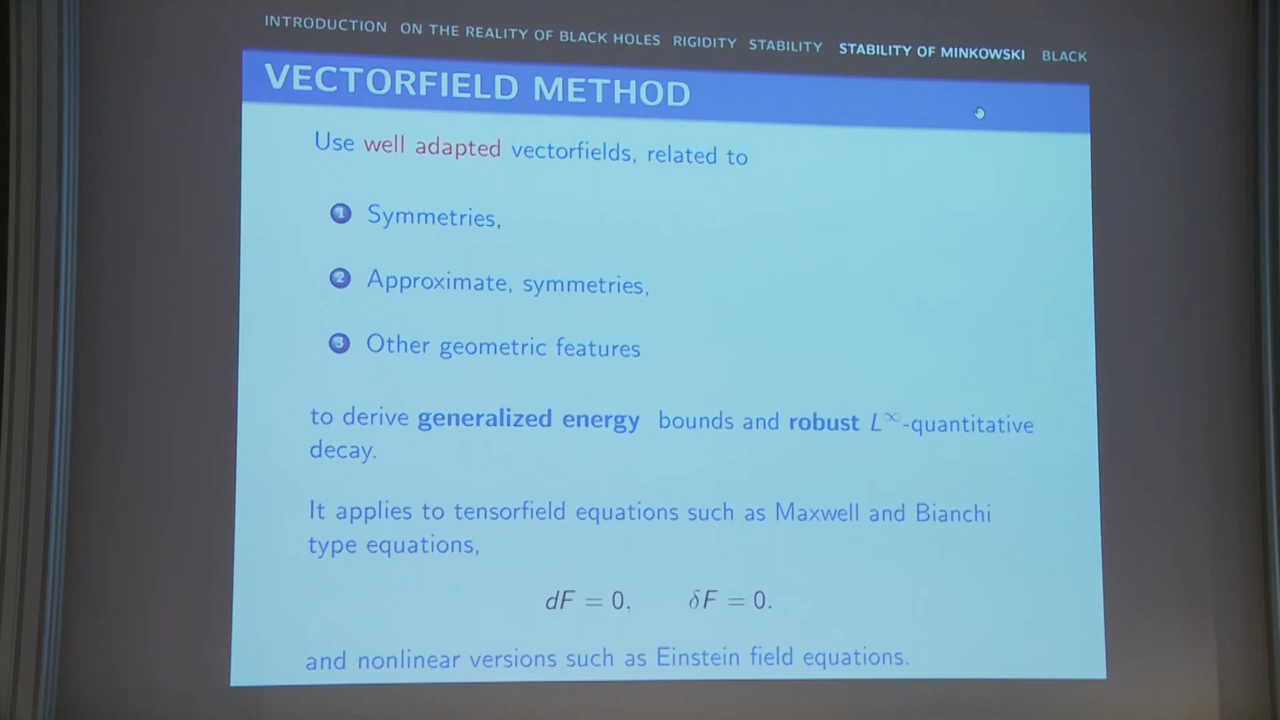 INTRODUCTION ON THE REALITY OF BLACK HOLES RIGIDITY STABILITY STABILITY OF MINKOWSKI BLACK
VECTORFIELD METHOD
Use well adapted vectorfields, related to
1 Symmetries,
2 Approximate, symmetries,
3 Other geometric features
to derive generalized energy bounds and robust L∞-quantitative
decay.
It applies to tensorfield equations such as Maxwell and Bianchi
type equations,
dF = 0. δF = 0.
and nonlinear versions such as Einstein field equations.